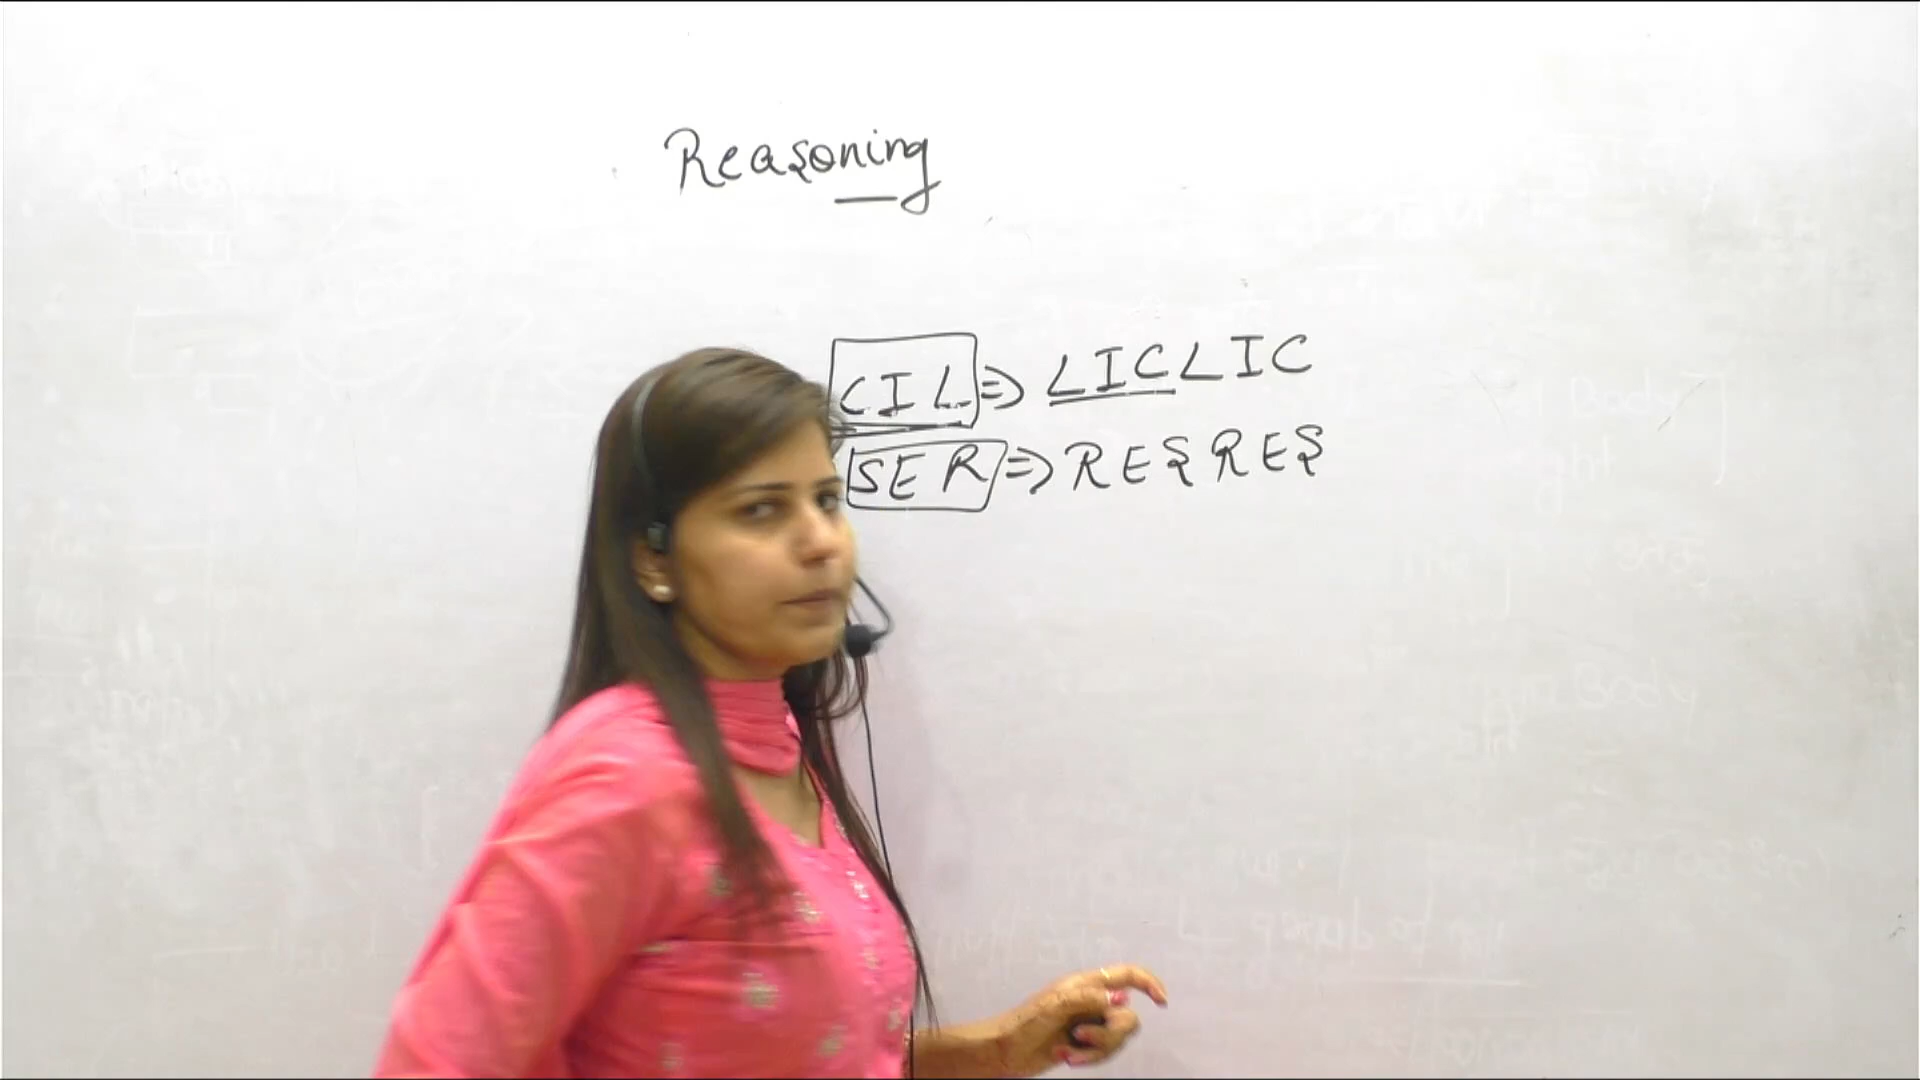 Reasoning
CIL ⇒ LICLIC
SER ⇒ RESRES